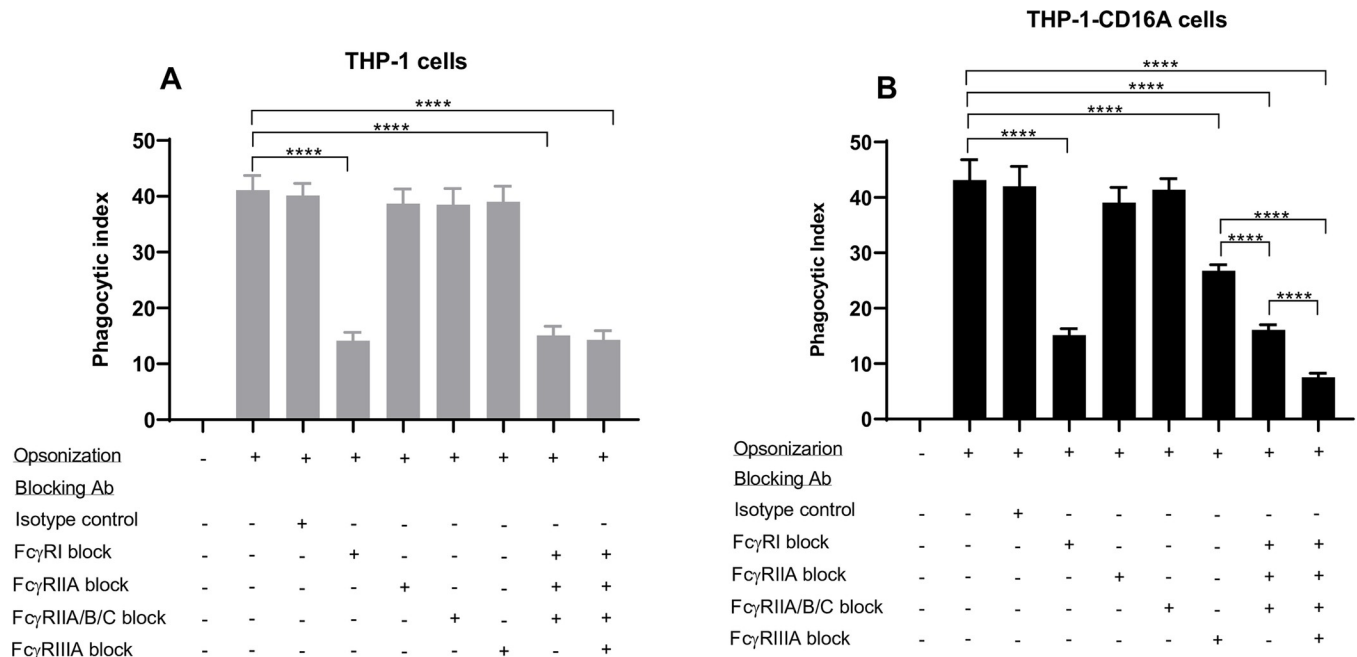 THP-1 cells
A
****
****
****
50
40
30
20
10
0
Phagocytic index
Opsonization - + + + + + + + +
Blocking Ab
Isotype control - - + - - - - - -
FcγRI block - - - + - - - + +
FcγRIIA block - - - - + - - + +
FcγRIIA/B/C block - - - - - + - + +
FcγRIIIA block - - - - - - + - +
THP-1-CD16A cells
B
****
****
****
****
****
****
****
50
40
30
20
10
0
Phagocytic Index
Opsonizarion - + + + + + + + +
Blocking Ab
Isotype control - - + - - - - - -
FcγRI block - - - + - - - + +
FcγRIIA block - - - - + - - + +
FcγRIIA/B/C block - - - - - + - + +
FcγRIIIA block - - - - - - + - +